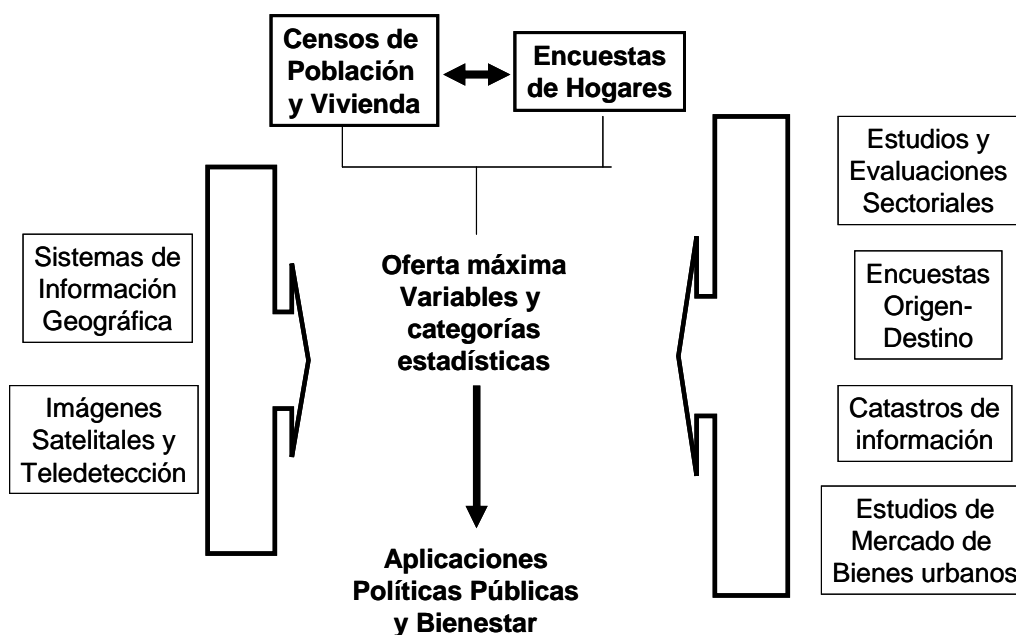 Censos de
Población
y Vivienda
Encuestas
de Hogares
Sistemas de
Información
Geográfica
Imágenes
Satelitales y
Teledetección
Oferta máxima
Variables y
categorías
estadísticas
Aplicaciones
Políticas Públicas
y Bienestar
Estudios y
Evaluaciones
Sectoriales
Encuestas
Origen-
Destino
Catastros de
información
Estudios de
Mercado de
Bienes urbanos